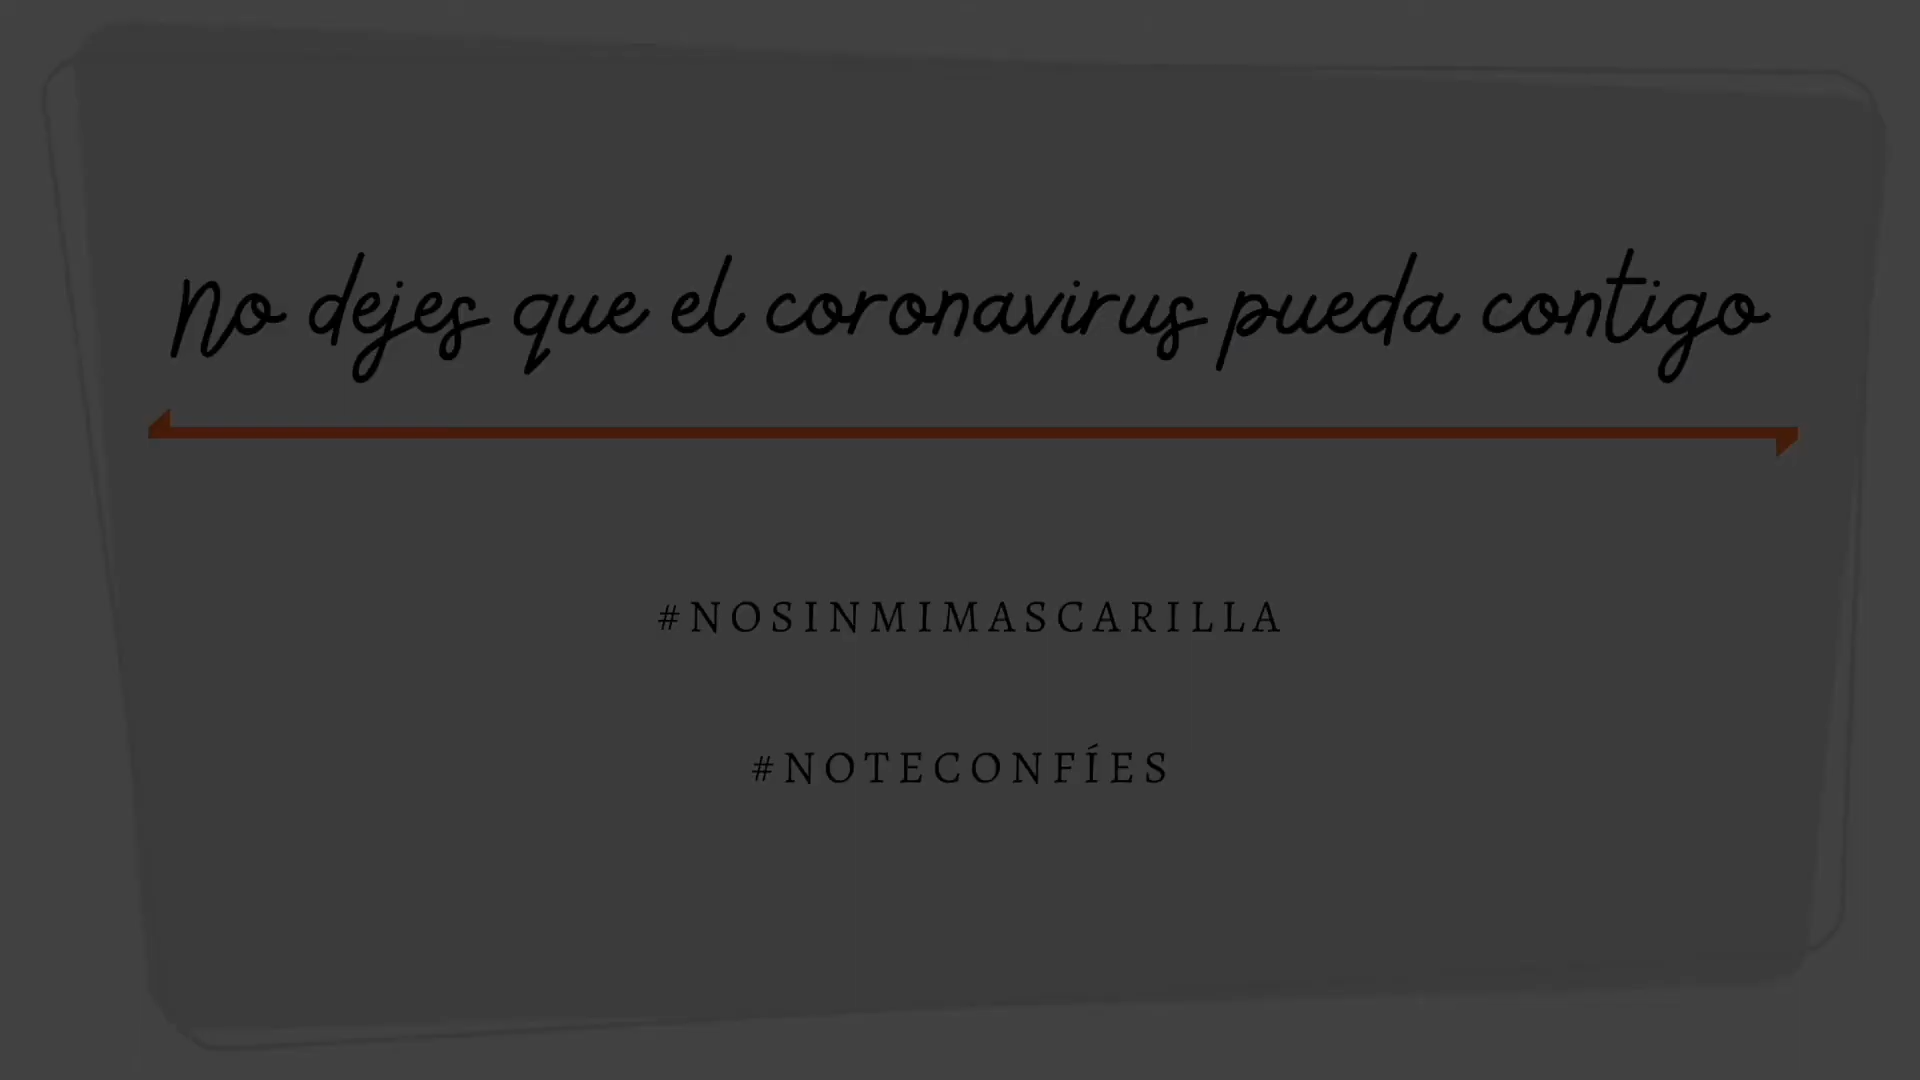 No dejes que el coronavirus pueda contigo
#NOSINMIMASCARILLA
#NOTECONFÍES